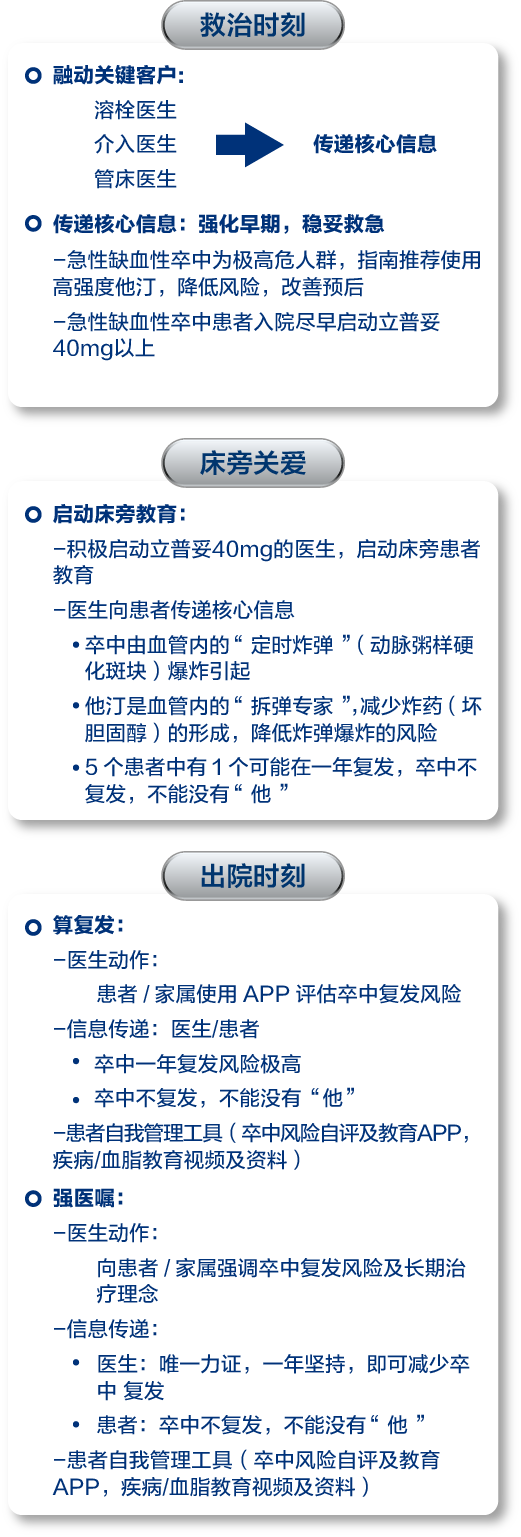 救治时刻
融动关键客户:
溶栓医生
介入医生
管床医生
传递核心信息
传递核心信息：强化早期，稳妥救急
–急性缺血性卒中为极高危人群，指南推荐使用
高强度他汀，降低风险，改善预后
–急性缺血性卒中患者入院尽早启动立普妥
40mg以上
床旁关爱
启动床旁教育：
–积极启动立普妥40mg的医生，启动床旁患者
教育
–医生向患者传递核心信息
•卒中由血管内的“ 定时炸弹 ”（动脉粥样硬
化斑块）爆炸引起
•他汀是血管内的“ 拆弹专家 ”，减少炸药（坏
胆固醇）的形成，降低炸弹爆炸的风险
•5 个患者中有 1 个可能在一年复发，卒中不
复发，不能没有“ 他 ”
出院时刻
算复发：
–医生动作：
患者 / 家属使用 APP 评估卒中复发风险
–信息传递：医生/患者
• 卒中一年复发风险极高
• 卒中不复发，不能没有“他”
–患者自我管理工具（卒中风险自评及教育APP，
疾病/血脂教育视频及资料）
强医嘱：
–医生动作：
向患者 / 家属强调卒中复发风险及长期治
疗理念
–信息传递：
• 医生：唯一力证，一年坚持，即可减少卒
中 复发
• 患者：卒中不复发，不能没有“ 他 ”
–患者自我管理工具（卒中风险自评及教育
APP，疾病/血脂教育视频及资料）